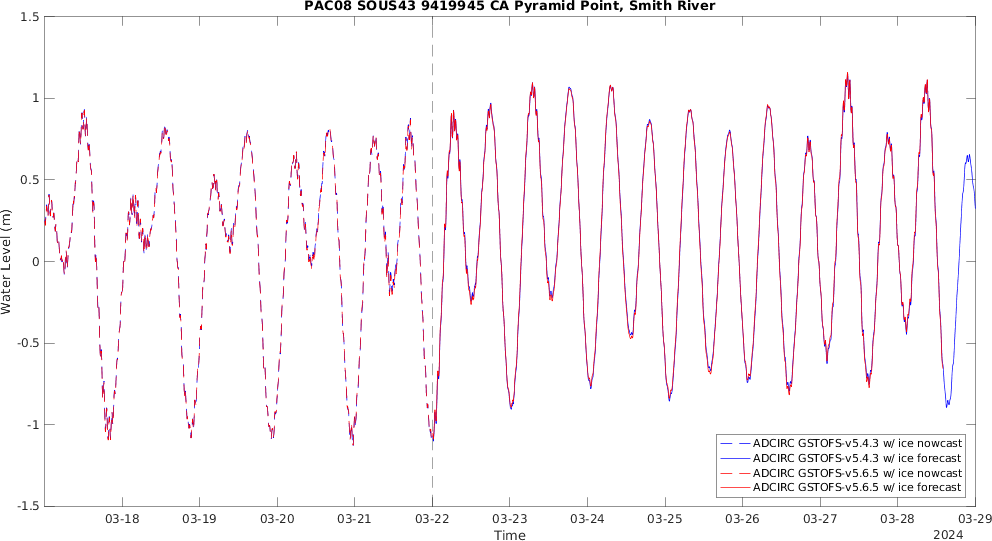 PAC08 SOUS43 9419945 CA Pyramid Point, Smith River
1.5
1
0.5
0
-0.5
-1
-1.5
Water Level (m)
03-18 03-19 03-20 03-21 03-22 03-23 03-24 03-25 03-26 03-27 03-28 03-29
Time
2024
ADCIRC GSTOFS-v5.4.3 w/ ice nowcast
ADCIRC GSTOFS-v5.4.3 w/ ice forecast
ADCIRC GSTOFS-v5.6.5 w/ ice nowcast
ADCIRC GSTOFS-v5.6.5 w/ ice forecast